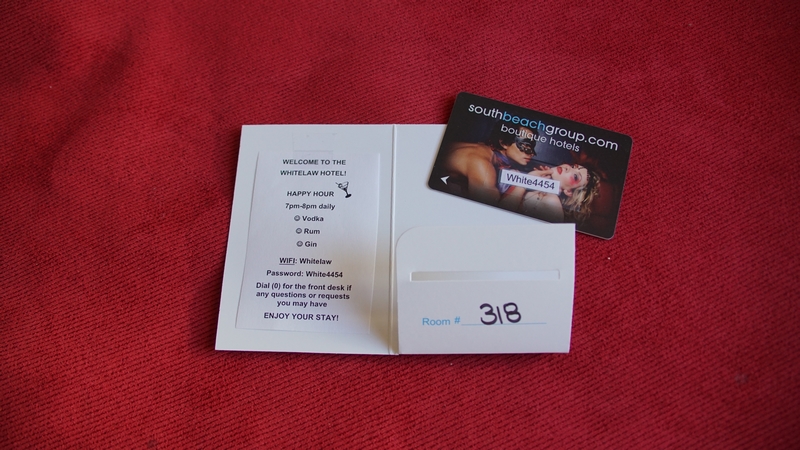 WELCOME TO THE
WHITELAW HOTEL!
HAPPY HOUR
7pm-8pm daily
☺ Vodka
☺ Rum
☺ Gin
WIFI: Whitelaw
Password: White4454
Dial (0) for the front desk if
any questions or requests
you may have
ENJOY YOUR STAY!
southbeachgroup.com
boutique hotels
White4454
Room # 318